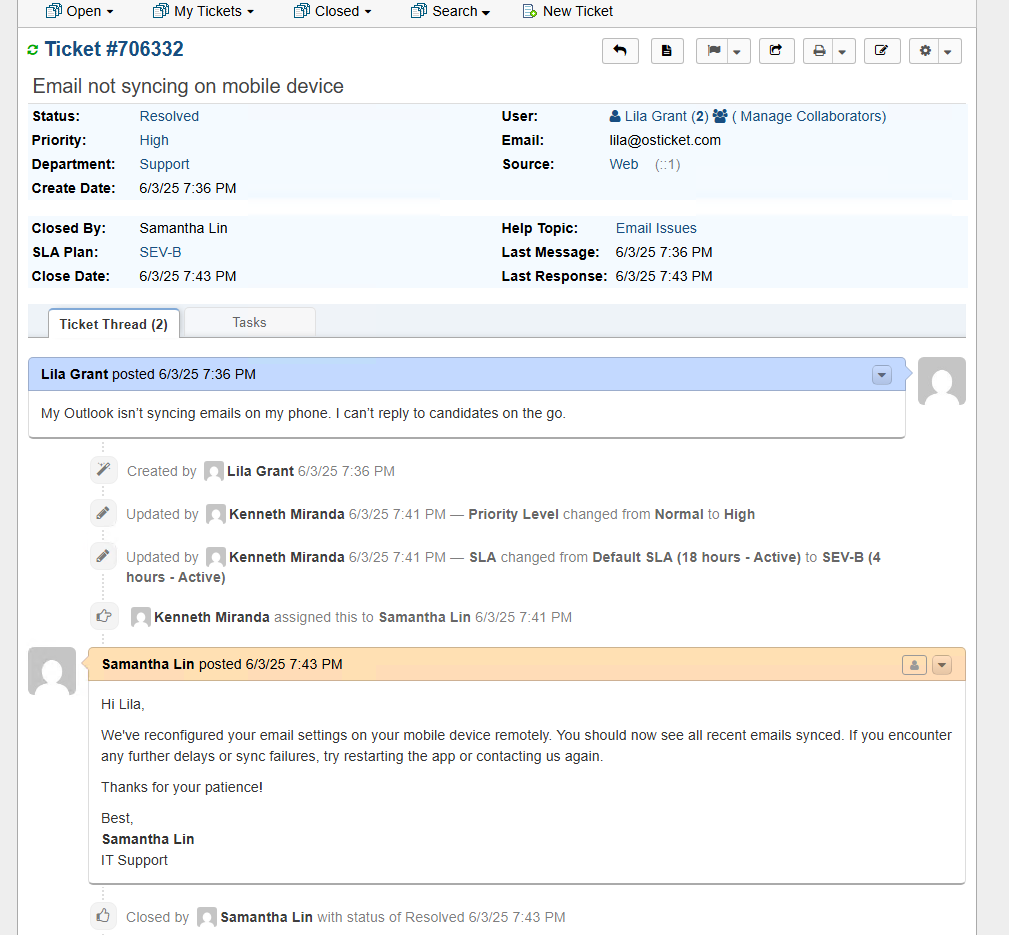 Open My Tickets Closed Search New Ticket
Ticket #706332
Email not syncing on mobile device
Status: Resolved User: Lila Grant (2) ( Manage Collaborators)
Priority: High Email: lila@osticket.com
Department: Support Source: Web (::1)
Create Date: 6/3/25 7:36 PM
Closed By: Samantha Lin Help Topic: Email Issues
SLA Plan: SEV-B Last Message: 6/3/25 7:36 PM
Close Date: 6/3/25 7:43 PM Last Response: 6/3/25 7:43 PM
Ticket Thread (2) Tasks
Lila Grant posted 6/3/25 7:36 PM
My Outlook isn’t syncing emails on my phone. I can’t reply to candidates on the go.
Created by Lila Grant 6/3/25 7:36 PM
Updated by Kenneth Miranda 6/3/25 7:41 PM — Priority Level changed from Normal to High
Updated by Kenneth Miranda 6/3/25 7:41 PM — SLA changed from Default SLA (18 hours - Active) to SEV-B (4
hours - Active)
Kenneth Miranda assigned this to Samantha Lin 6/3/25 7:41 PM
Samantha Lin posted 6/3/25 7:43 PM
Hi Lila,
We've reconfigured your email settings on your mobile device remotely. You should now see all recent emails synced. If you encounter
any further delays or sync failures, try restarting the app or contacting us again.
Thanks for your patience!
Best,
Samantha Lin
IT Support
Closed by Samantha Lin with status of Resolved 6/3/25 7:43 PM